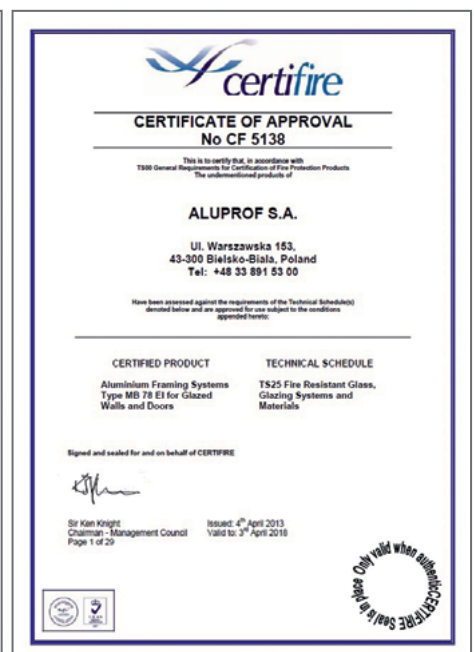 certifire
CERTIFICATE OF APPROVAL
No CF 5138
This is to certify that, in accordance with
TS00 General Requirements for Certification of Fire Protection Products
The undermentioned products of
ALUPROF S.A.
Ul. Warszawska 153,
43-300 Bielsko-Biala, Poland
Tel: +48 33 891 53 00
Have been assessed against the requirements of the Technical Schedule(s)
denoted below and are approved for use subject to the conditions
appended hereto:
CERTIFIED PRODUCT TECHNICAL SCHEDULE
Aluminium Framing Systems TS25 Fire Resistant Glass,
Type MB 78 EI for Glazed Glazing Systems and
Walls and Doors Materials
Signed and sealed for and on behalf of CERTIFIRE
Sir Ken Knight Issued: 4th April 2013
Chairman - Management Council Valid to: 3rd April 2018
Page 1 of 29
Only valid when authentic CERTIFIRE Seal is in place